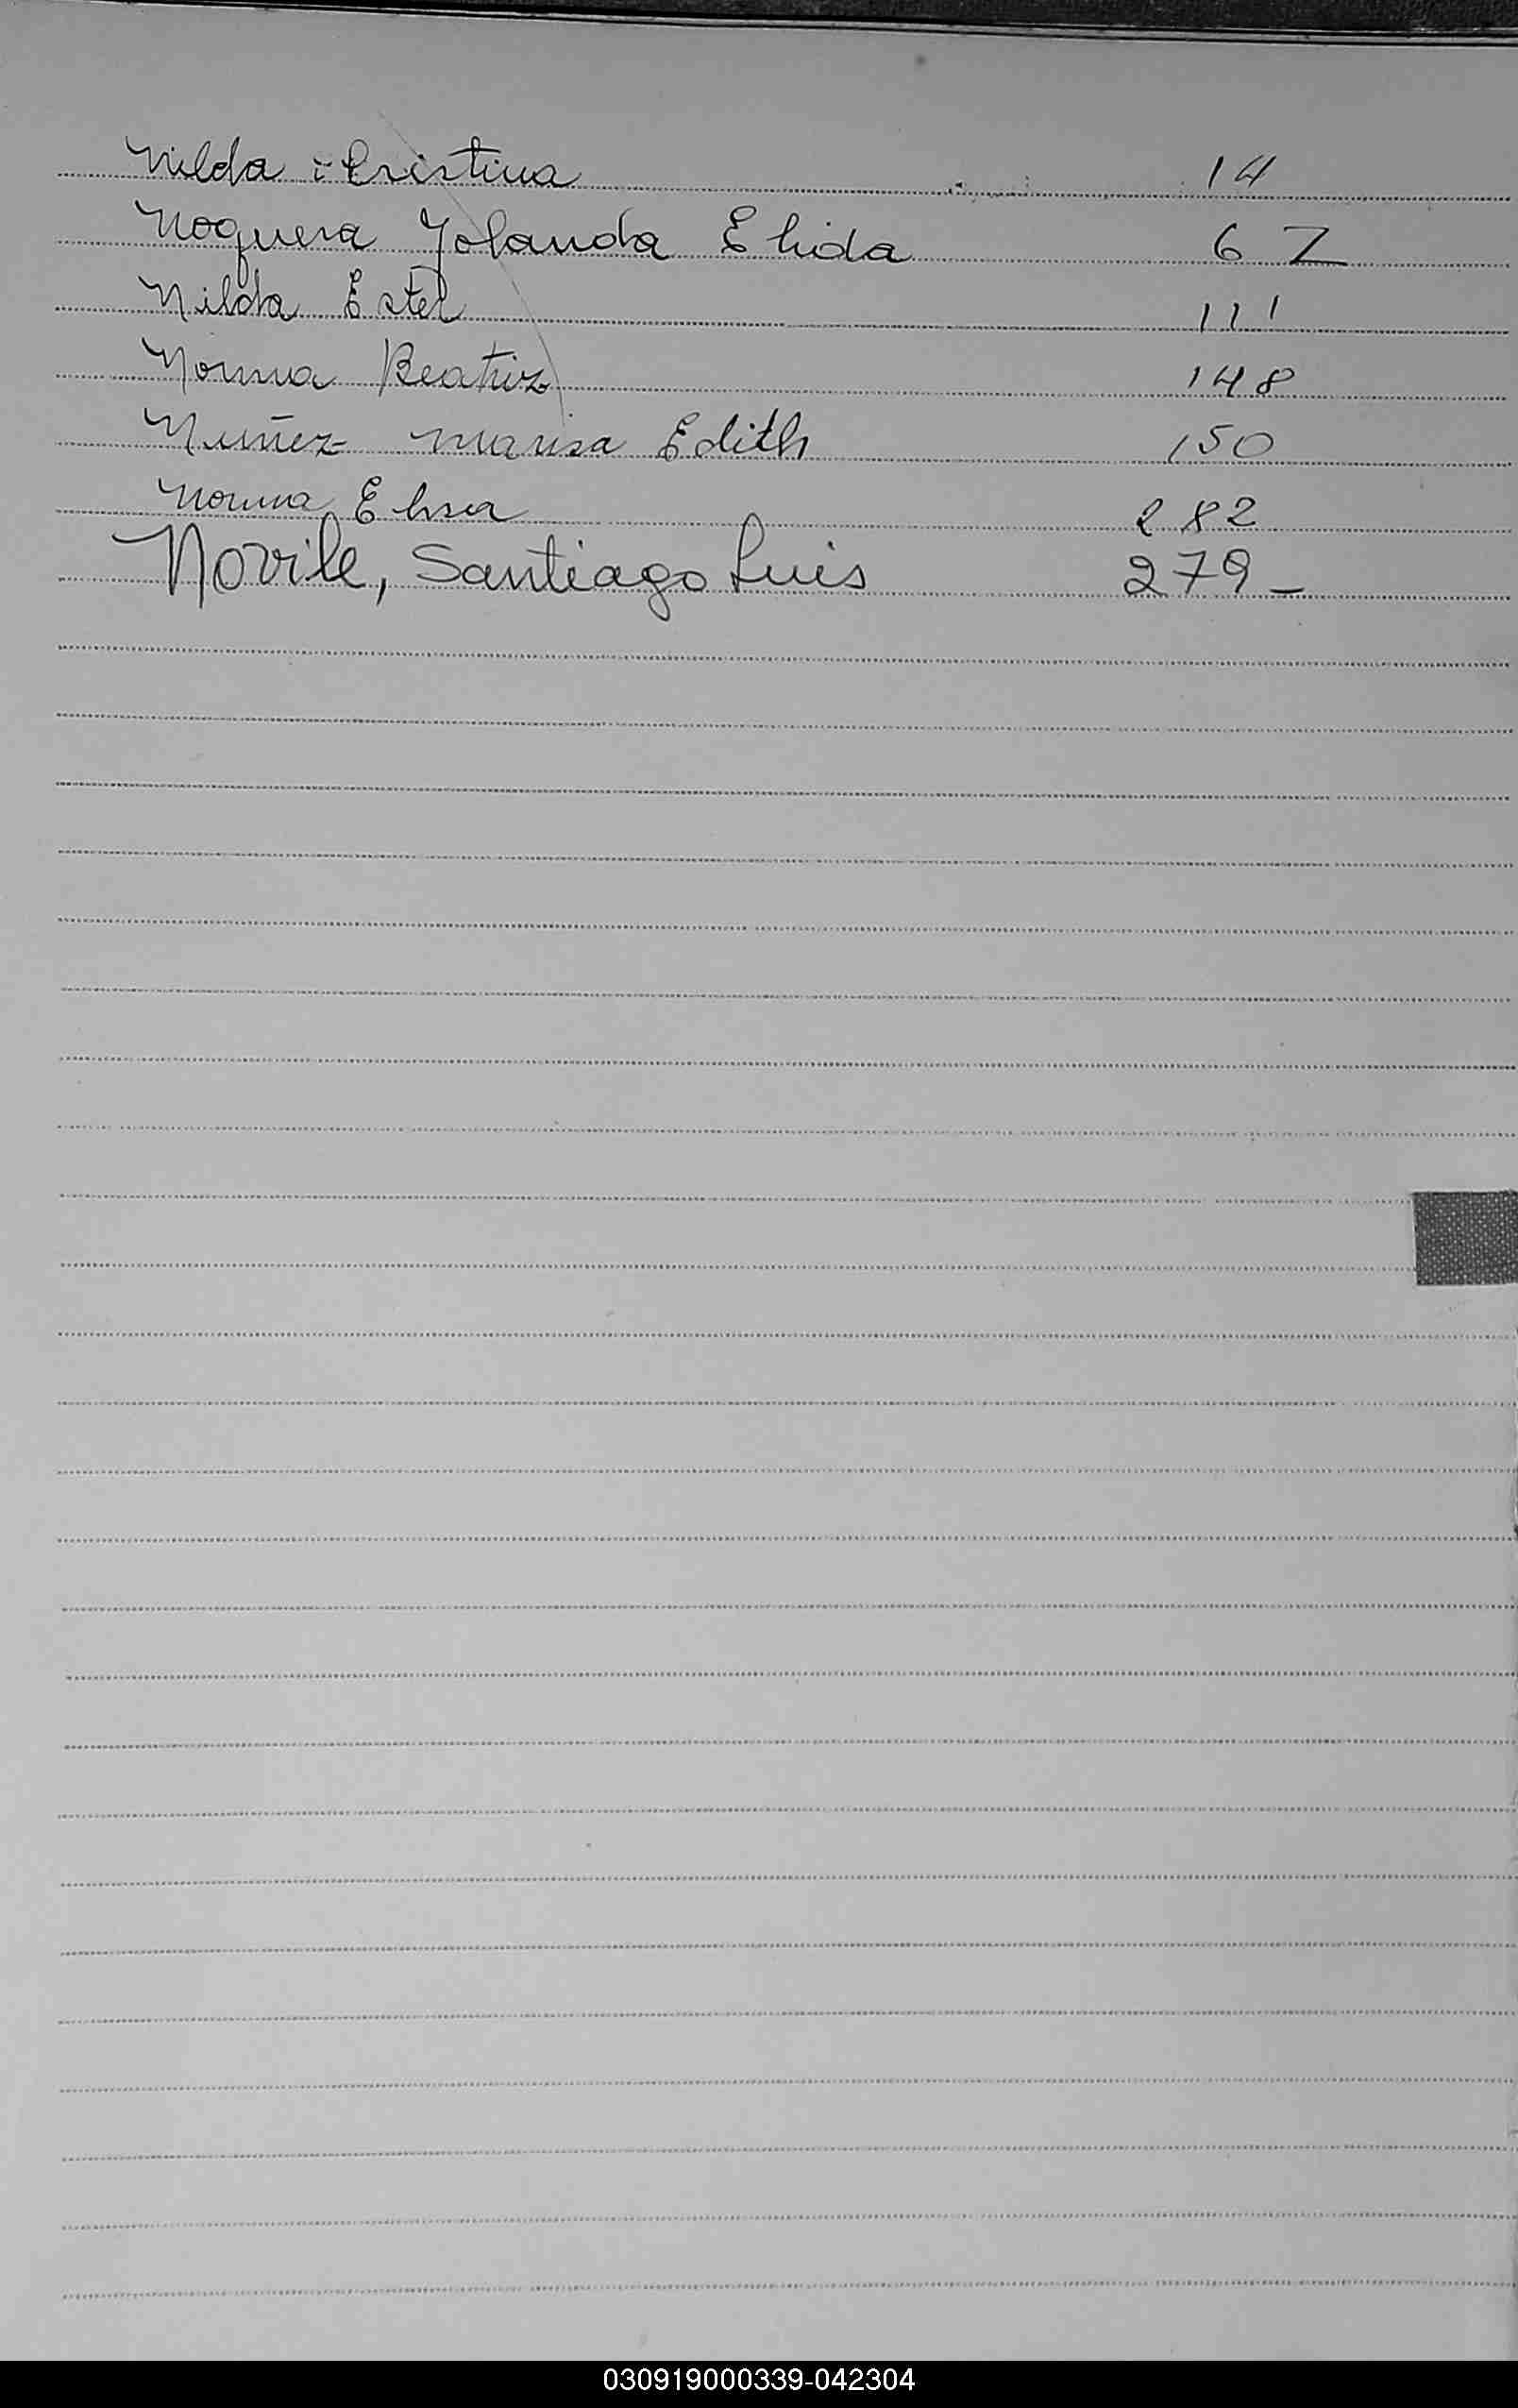 Nilda Cristina 14
Noguera Yolanda Elida 67
Nilda Ester 111
Norma Beatriz 148
Nuñez Marisa Edith 150
Norma Elisa 282
Novile, Santiago Luis 279 -
030919000339-042304